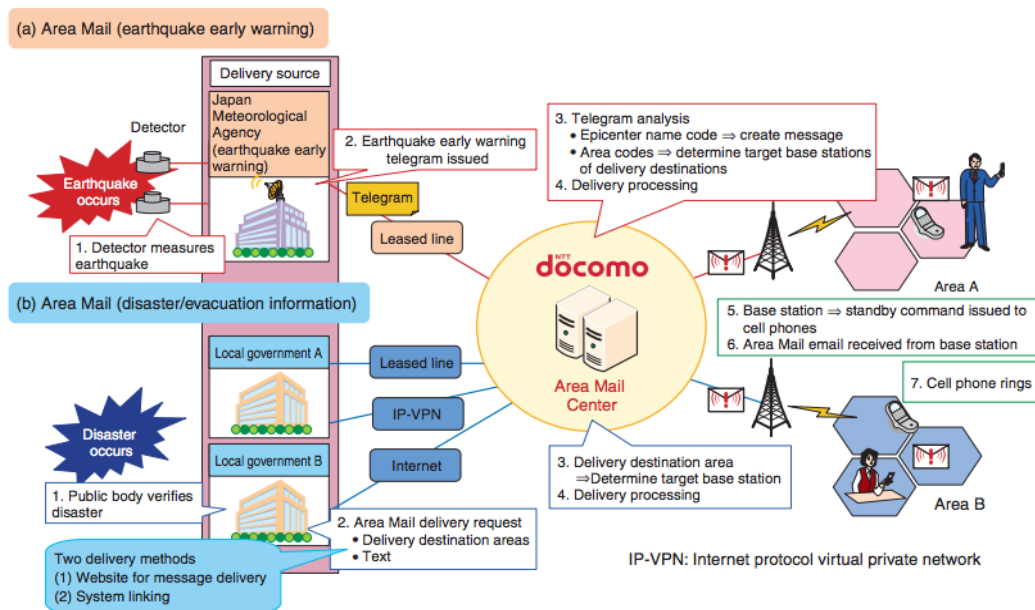 (a) Area Mail (earthquake early warning)
Delivery source
Japan
Meteorological
Agency
(earthquake early
warning)
Detector
Earthquake
occurs
1. Detector measures
earthquake
2. Earthquake early warning
telegram issued
Telegram
Leased line
3. Telegram analysis
• Epicenter name code ⇒ create message
• Area codes ⇒ determine target base stations
of delivery destinations
4. Delivery processing
NTT
docomo
Area Mail
Center
Area A
5. Base station ⇒ standby command issued to
cell phones
6. Area Mail email received from base station
7. Cell phone rings
(b) Area Mail (disaster/evacuation information)
Local government A
Leased line
IP-VPN
Disaster
occurs
Local government B
Internet
1. Public body verifies
disaster
2. Area Mail delivery request
• Delivery destination areas
• Text
Two delivery methods
(1) Website for message delivery
(2) System linking
3. Delivery destination area
⇒Determine target base station
4. Delivery processing
Area B
IP-VPN: Internet protocol virtual private network